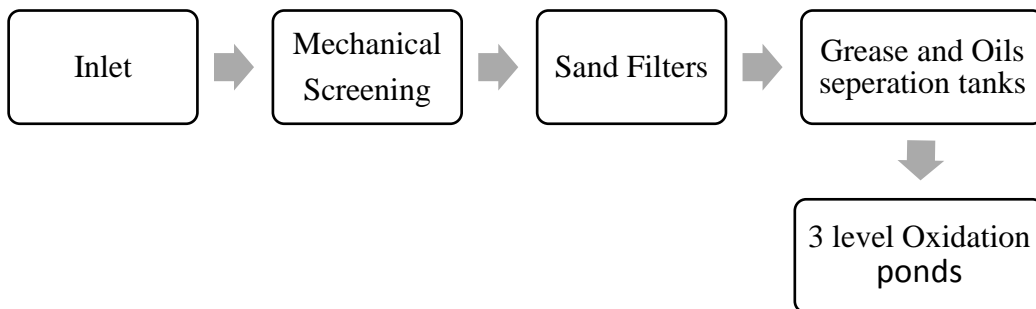 Inlet
Mechanical
Screening
Sand Filters
Grease and Oils
seperation tanks
3 level Oxidation
ponds